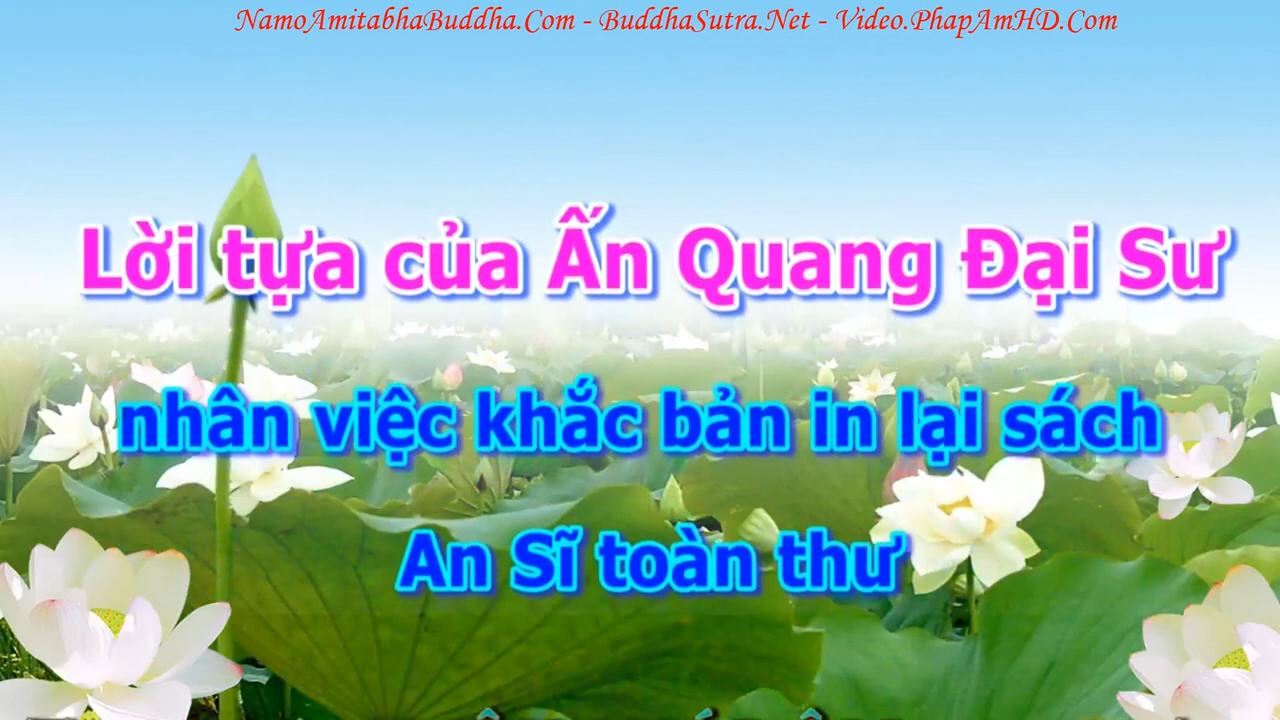 NamoAmitabhaBuddha.Com - BuddhaSutra.Net - Video.PhapAmHD.Com
Lời tựa của Ấn Quang Đại Sư
nhân việc khắc bản in lại sách
An Sĩ toàn thư